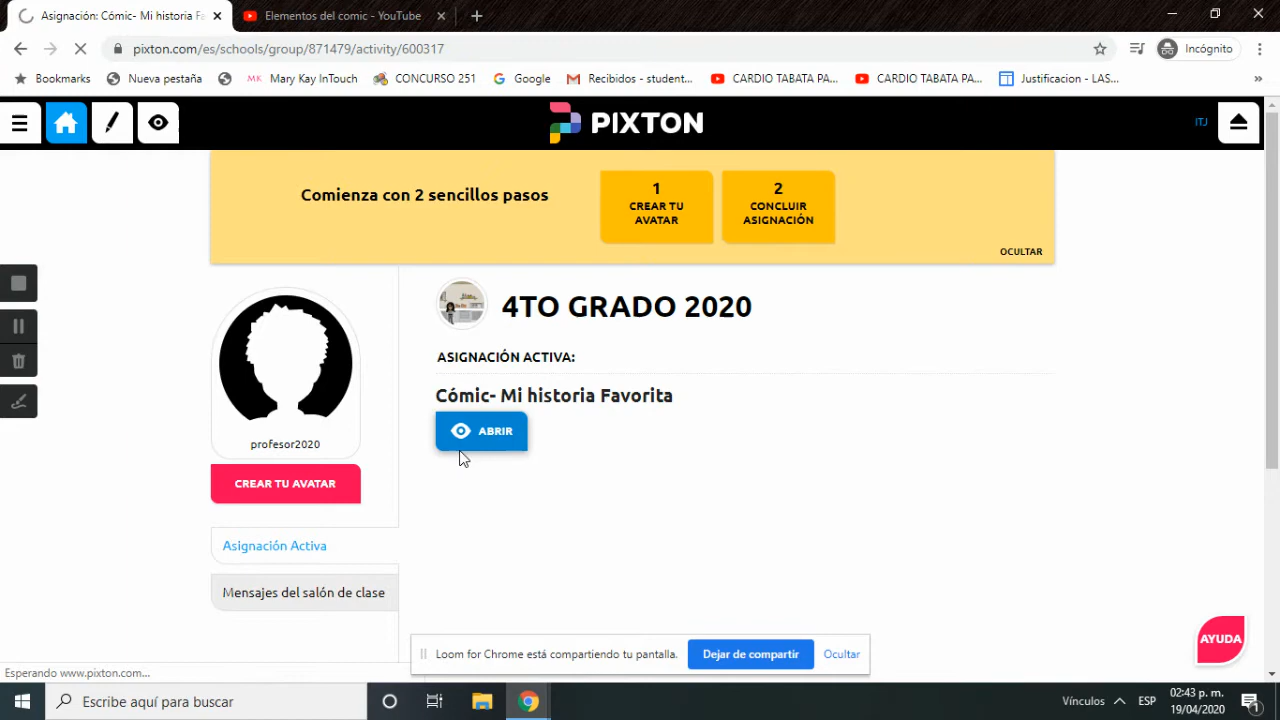 Asignación: Cómic- Mi historia Fa
Elementos del comic - YouTube
pixton.com/es/schools/group/871479/activity/600317
Incógnito
Bookmarks
Nueva pestaña
MK Mary Kay InTouch
CONCURSO 251
Google
Recibidos - student...
CARDIO TABATA PA...
CARDIO TABATA PA...
Justificacion - LAS...
»
PIXTON
ITJ
Comienza con 2 sencillos pasos
1
CREAR TU
AVATAR
2
CONCLUIR
ASIGNACIÓN
OCULTAR
4TO GRADO 2020
ASIGNACIÓN ACTIVA:
Cómic- Mi historia Favorita
ABRIR
profesor2020
CREAR TU AVATAR
Asignación Activa
Mensajes del salón de clase
AYUDA
Loom for Chrome está compartiendo tu pantalla.
Dejar de compartir
Ocultar
Esperando www.pixton.com...
Escribe aquí para buscar
Vínculos
ESP
02:43 p. m.
19/04/2020
1